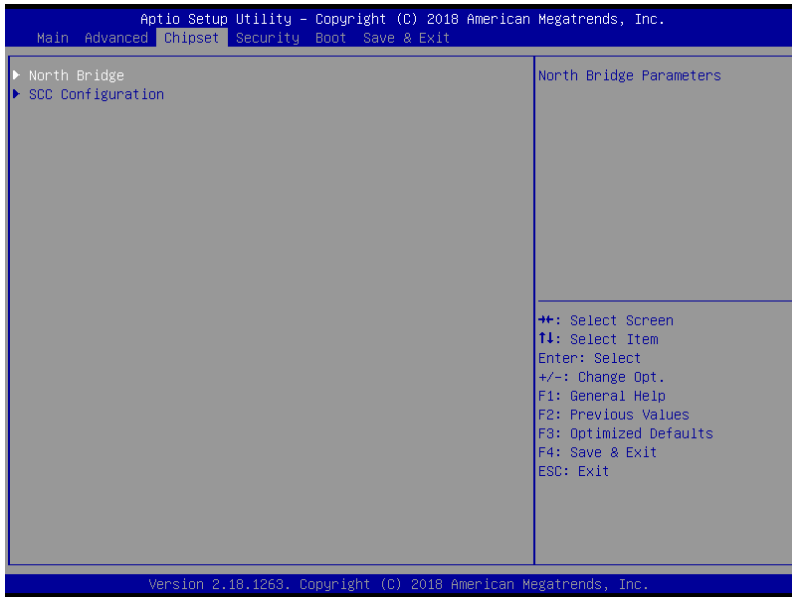 Aptio Setup Utility – Copyright (C) 2018 American Megatrends, Inc.
Main Advanced Chipset Security Boot Save & Exit
North Bridge
SCC Configuration
North Bridge Parameters
→←: Select Screen
↑↓: Select Item
Enter: Select
+/-: Change Opt.
F1: General Help
F2: Previous Values
F3: Optimized Defaults
F4: Save & Exit
ESC: Exit
Version 2.18.1263. Copyright (C) 2018 American Megatrends, Inc.